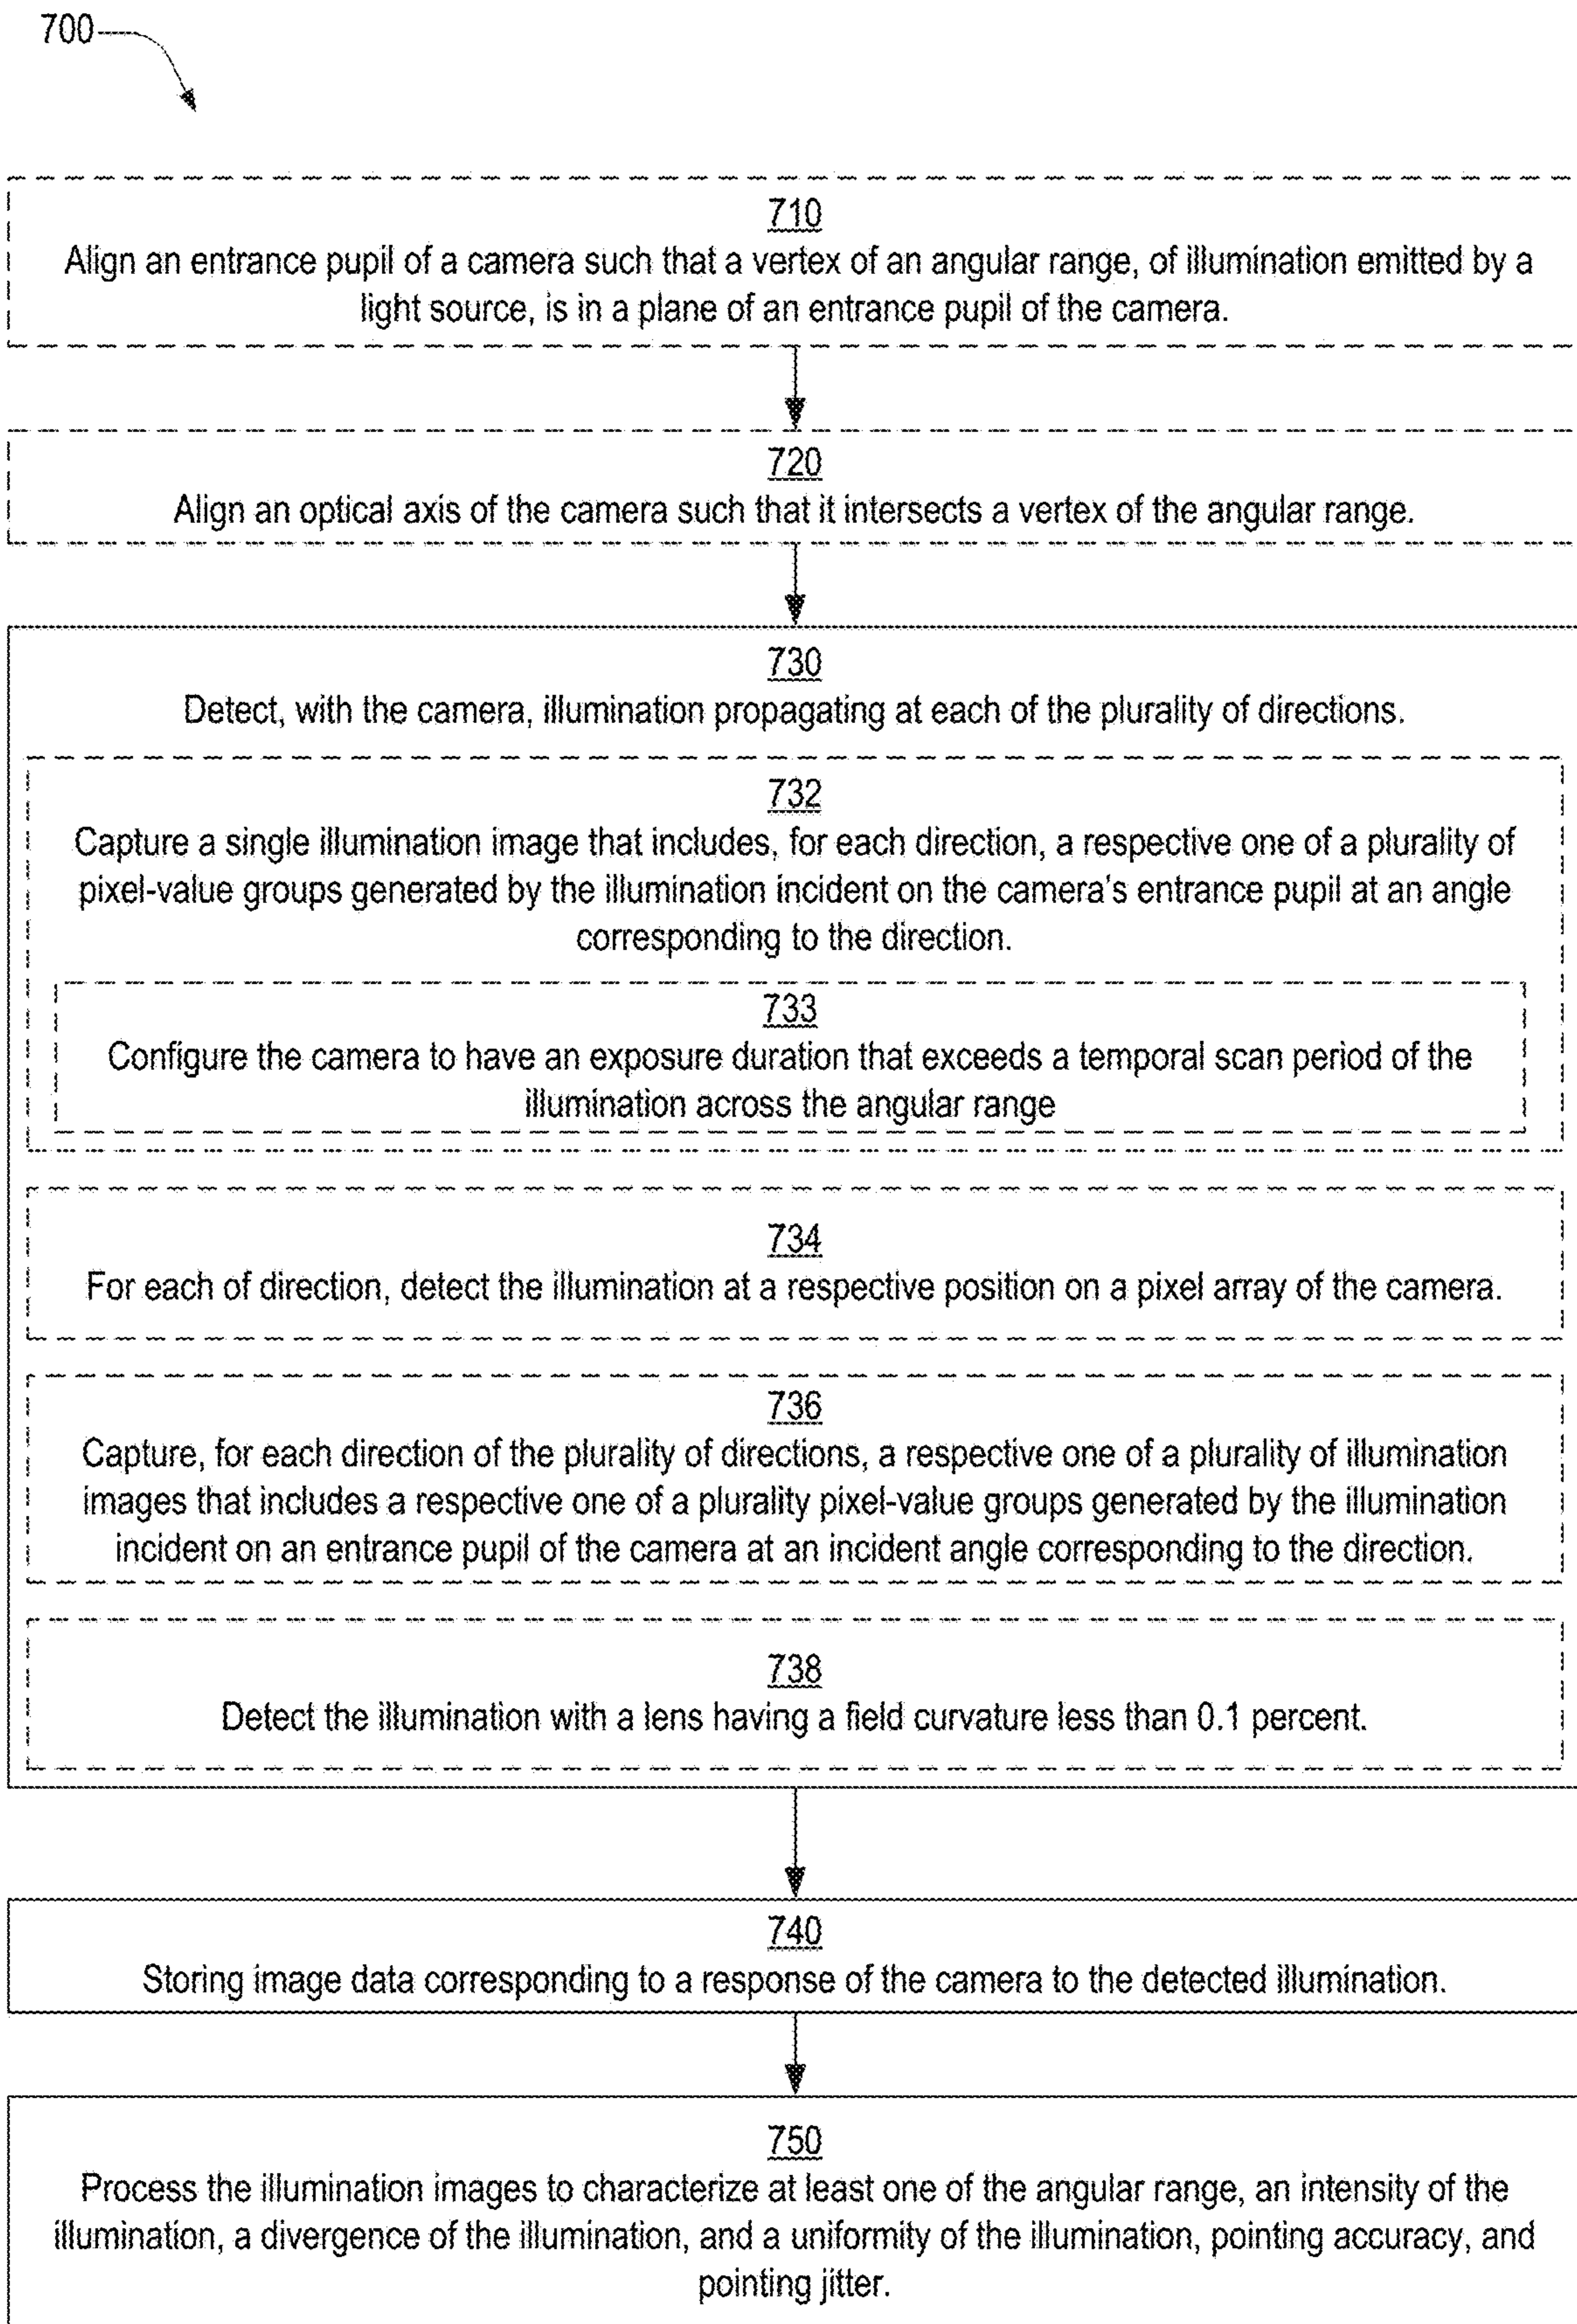 700
710
Align an entrance pupil of a camera such that a vertex of an angular range, of illumination emitted by a
light source, is in a plane of an entrance pupil of the camera.
720
Align an optical axis of the camera such that it intersects a vertex of the angular range.
730
Detect, with the camera, illumination propagating at each of the plurality of directions.
732
Capture a single illumination image that includes, for each direction, a respective one of a plurality of
pixel-value groups generated by the illumination incident on the camera's entrance pupil at an angle
corresponding to the direction.
733
Configure the camera to have an exposure duration that exceeds a temporal scan period of the
illumination across the angular range
734
For each of direction, detect the illumination at a respective position on a pixel array of the camera.
736
Capture, for each direction of the plurality of directions, a respective one of a plurality of illumination
images that includes a respective one of a plurality pixel-value groups generated by the illumination
incident on an entrance pupil of the camera at an incident angle corresponding to the direction.
738
Detect the illumination with a lens having a field curvature less than 0.1 percent.
740
Storing image data corresponding to a response of the camera to the detected illumination.
750
Process the illumination images to characterize at least one of the angular range, an intensity of the
illumination, a divergence of the illumination, and a uniformity of the illumination, pointing accuracy, and
pointing jitter.